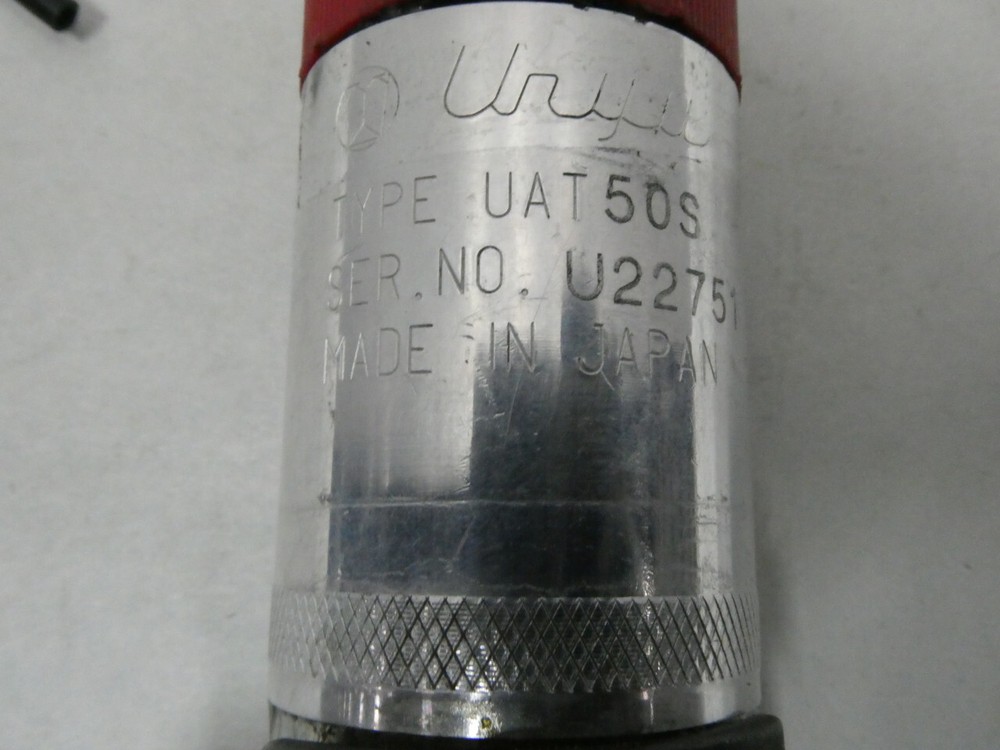 Uryu
TYPE UAT50S
SER.NO. U22751
MADE IN JAPAN